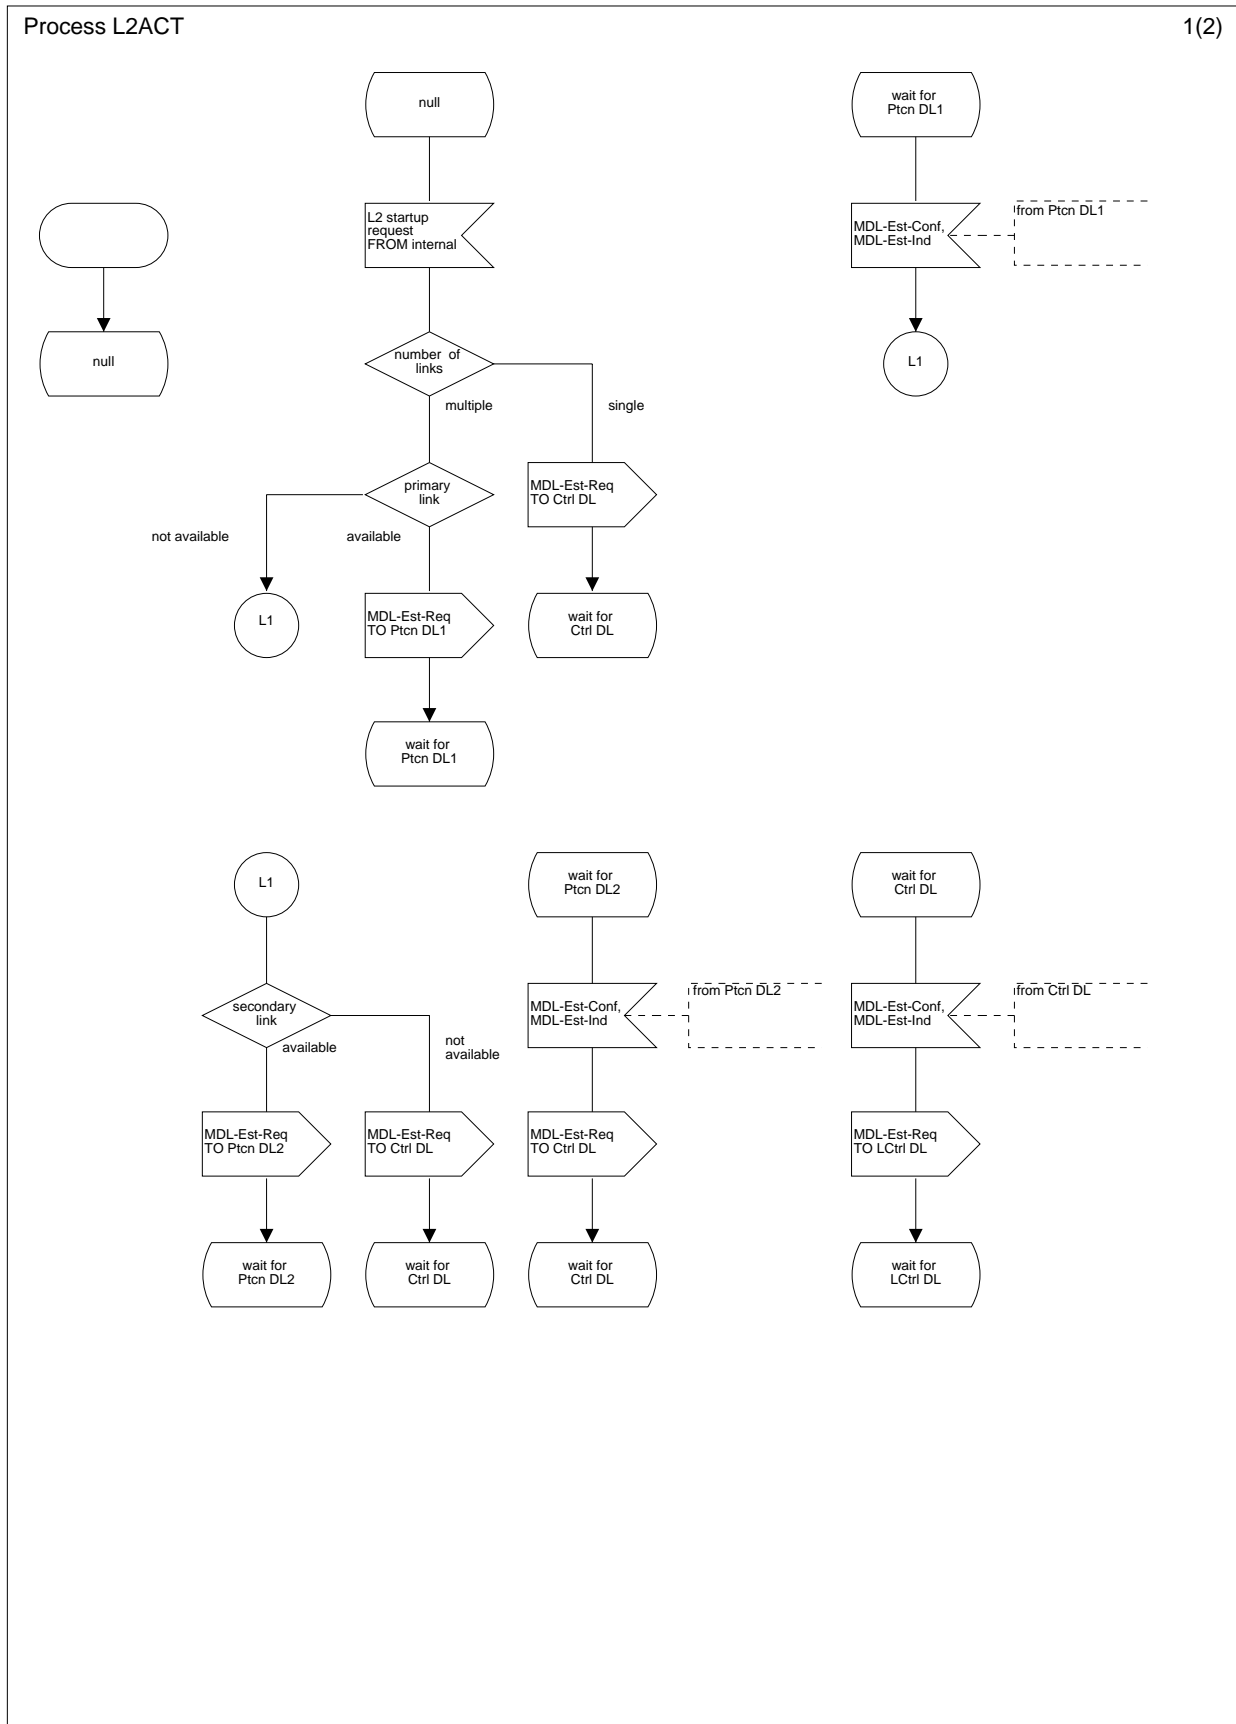 Process L2ACT
1(2)
null
wait for
Ptcn DL1
L2 startup
request
FROM internal
MDL-Est-Conf,
MDL-Est-Ind
from Ptcn DL1
null
number of
links
L1
multiple
single
primary
link
MDL-Est-Req
TO Ctrl DL
not available
available
L1
MDL-Est-Req
TO Ptcn DL1
wait for
Ctrl DL
wait for
Ptcn DL1
L1
wait for
Ptcn DL2
wait for
Ctrl DL
secondary
link
MDL-Est-Conf,
MDL-Est-Ind
from Ptcn DL2
MDL-Est-Conf,
MDL-Est-Ind
from Ctrl DL
available
not
available
MDL-Est-Req
TO Ptcn DL2
MDL-Est-Req
TO Ctrl DL
MDL-Est-Req
TO Ctrl DL
MDL-Est-Req
TO LCtrl DL
wait for
Ptcn DL2
wait for
Ctrl DL
wait for
Ctrl DL
wait for
LCtrl DL